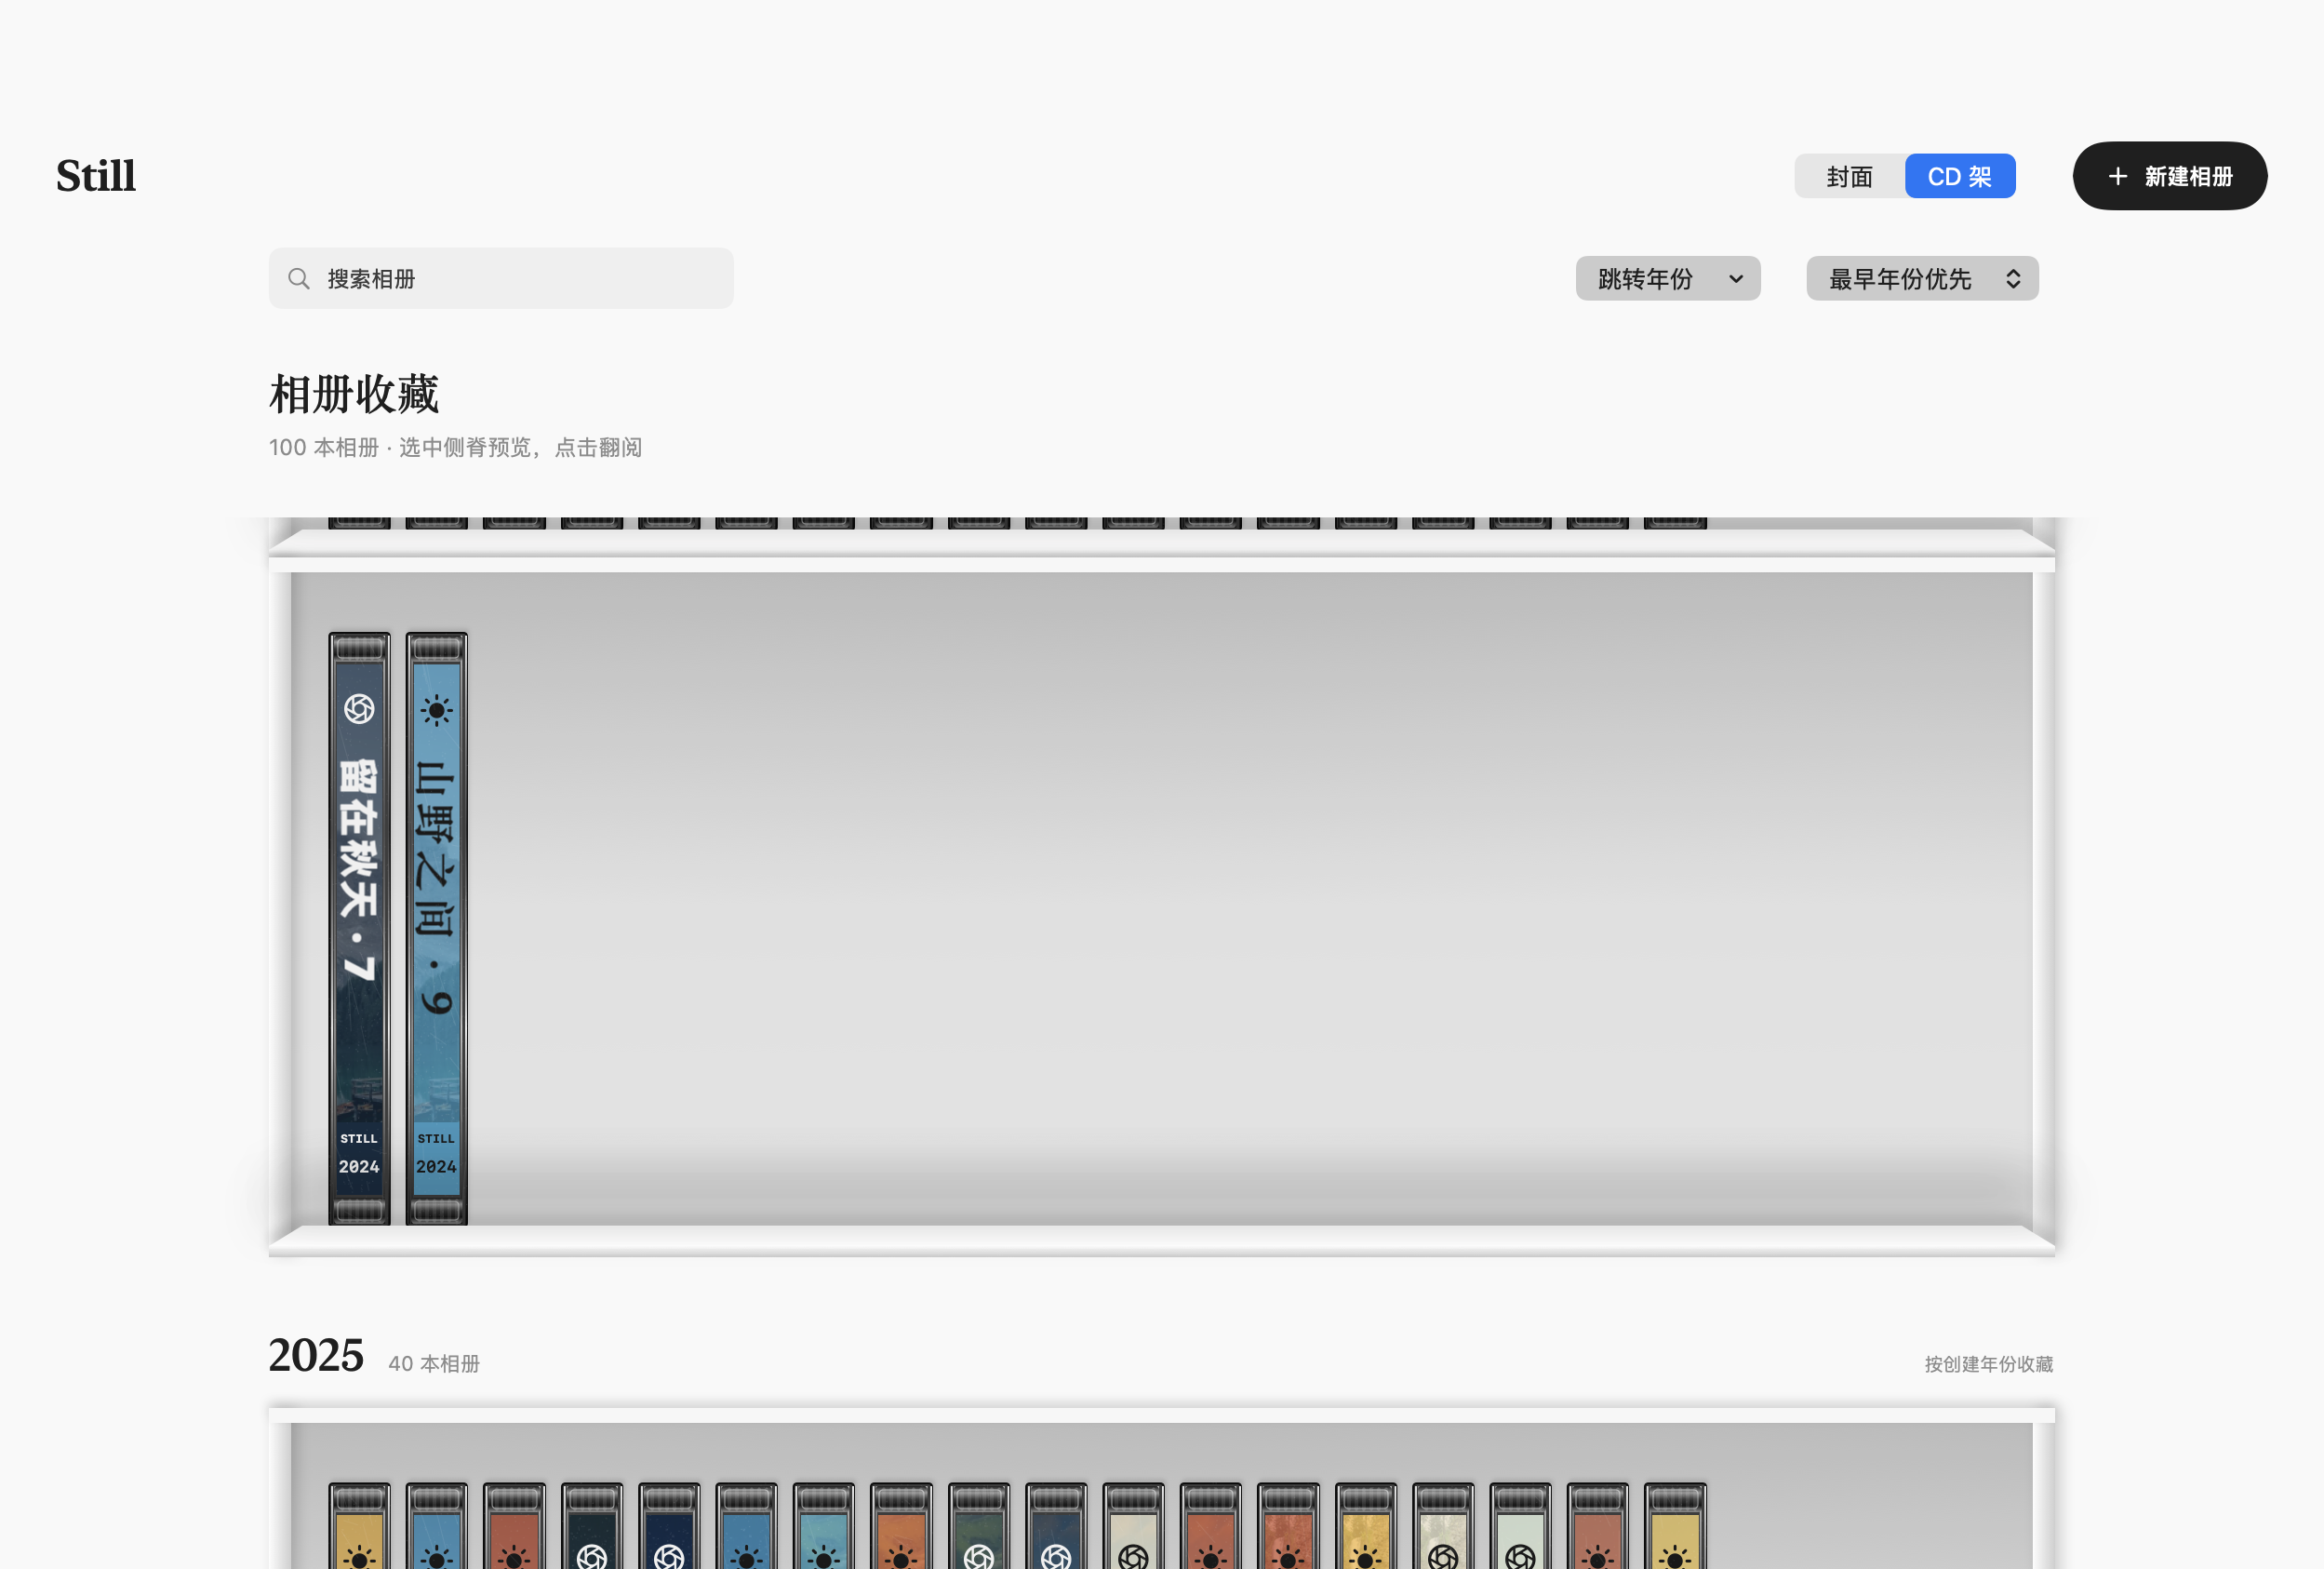 Still
封面
CD 架
新建相册
搜索相册
跳转年份
最早年份优先
相册收藏
100 本相册 · 选中侧脊预览，点击翻阅
留在秋天 · 7
STILL
2024
山野之间 · 9
STILL
2024
2025
40 本相册
按创建年份收藏